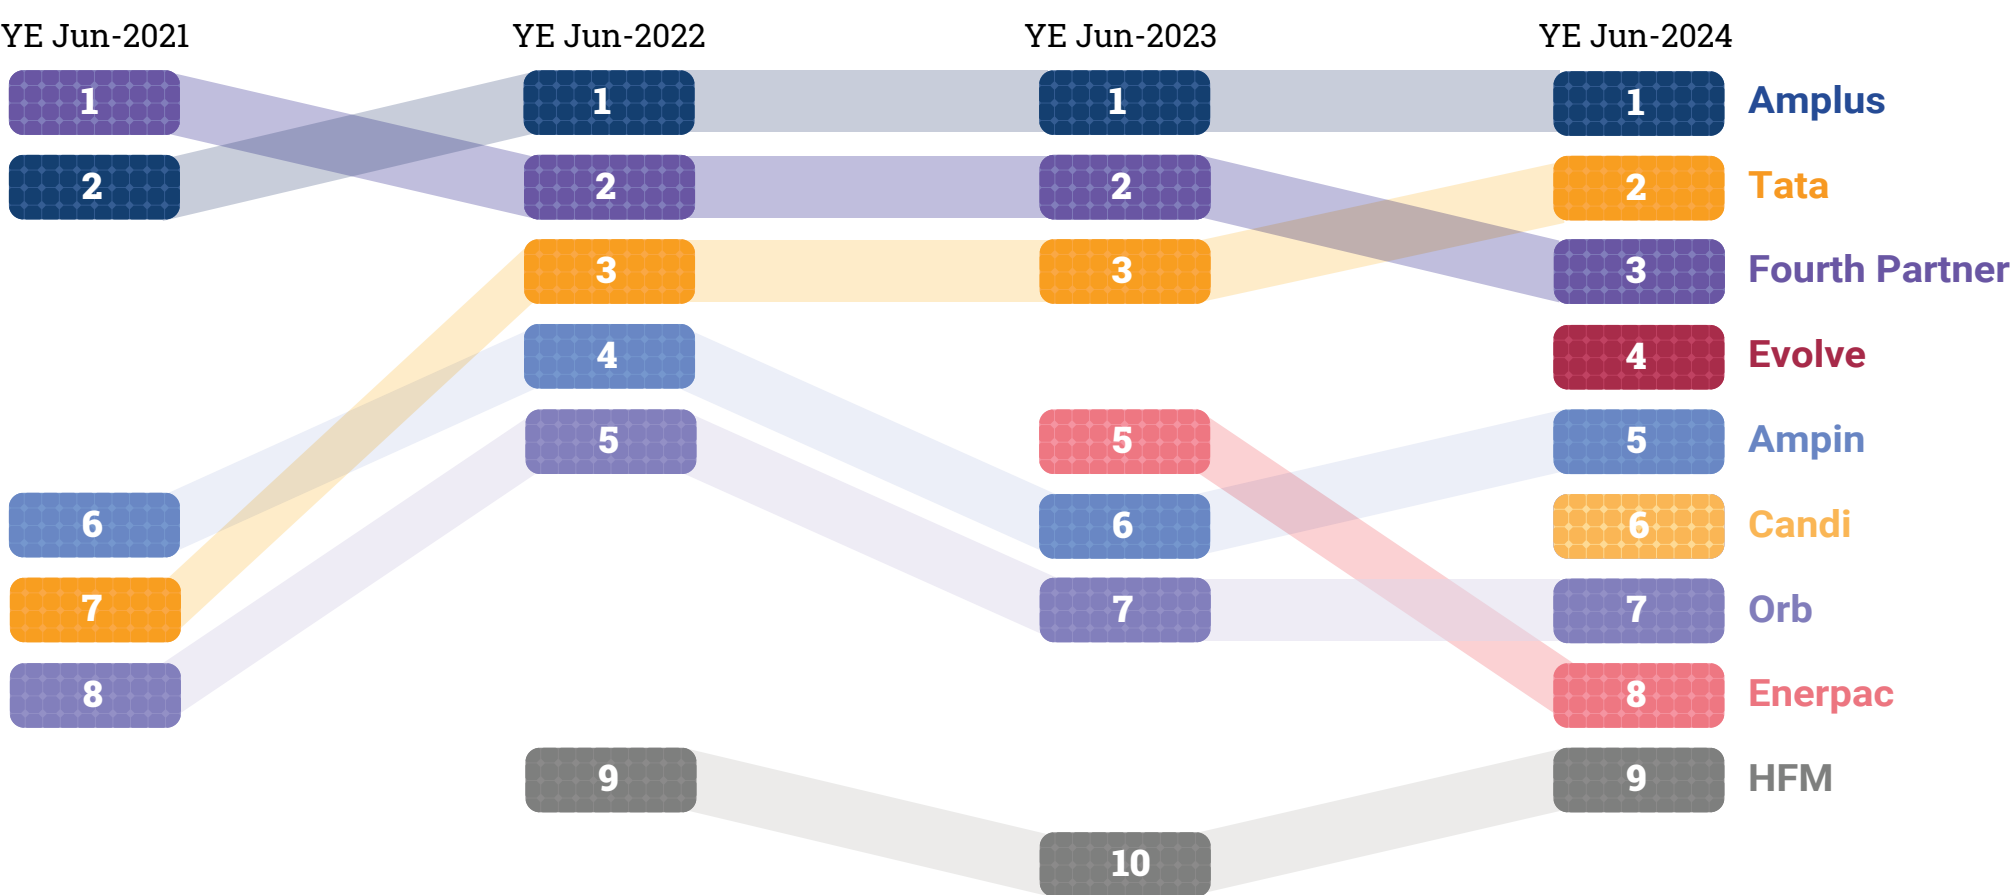 YE Jun-2021 YE Jun-2022 YE Jun-2023 YE Jun-2024
1 1 1 1 Amplus
2 2 2 2 Tata
3 3 3 Fourth Partner
4 4 Evolve
5 5 5 Ampin
6 6 6 Candi
7 7 7 Orb
8 8 Enerpac
9 9 HFM
10